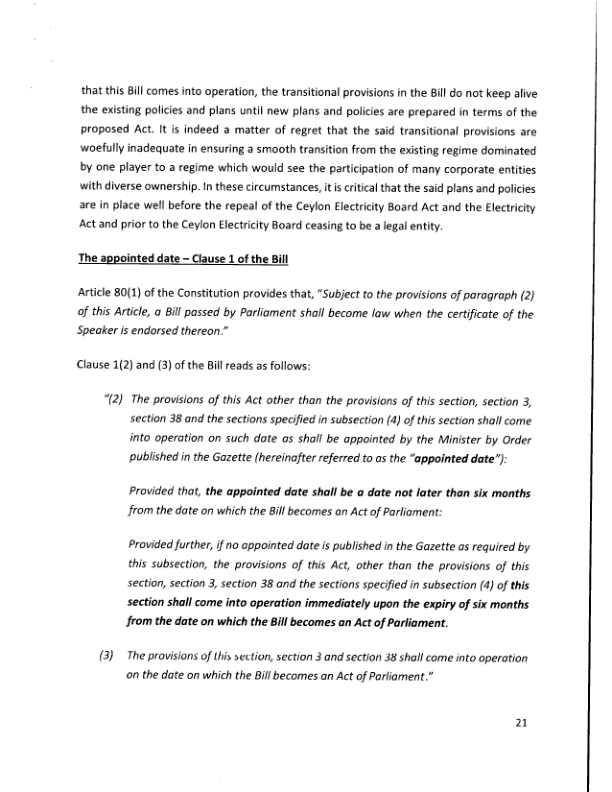 that this Bill comes into operation, the transitional provisions in the Bill do not keep alive
the existing policies and plans until new plans and policies are prepared in terms of the
proposed Act. It is indeed a matter of regret that the said transitional provisions are
woefully inadequate in ensuring a smooth transition from the existing regime dominated
by one player to a regime which would see the participation of many corporate entities
with diverse ownership. In these circumstances, it is critical that the said plans and policies
are in place well before the repeal of the Ceylon Electricity Board Act and the Electricity
Act and prior to the Ceylon Electricity Board ceasing to be a legal entity.
The appointed date – Clause 1 of the Bill
Article 80(1) of the Constitution provides that, "Subject to the provisions of paragraph (2)
of this Article, a Bill passed by Parliament shall become law when the certificate of the
Speaker is endorsed thereon."
Clause 1(2) and (3) of the Bill reads as follows:
"(2) The provisions of this Act other than the provisions of this section, section 3,
section 38 and the sections specified in subsection (4) of this section shall come
into operation on such date as shall be appointed by the Minister by Order
published in the Gazette (hereinafter referred to as the "appointed date"):
Provided that, the appointed date shall be a date not later than six months
from the date on which the Bill becomes an Act of Parliament:
Provided further, if no appointed date is published in the Gazette as required by
this subsection, the provisions of this Act, other than the provisions of this
section, section 3, section 38 and the sections specified in subsection (4) of this
section shall come into operation immediately upon the expiry of six months
from the date on which the Bill becomes an Act of Parliament.
(3) The provisions of this section, section 3 and section 38 shall come into operation
on the date on which the Bill becomes an Act of Parliament."
21